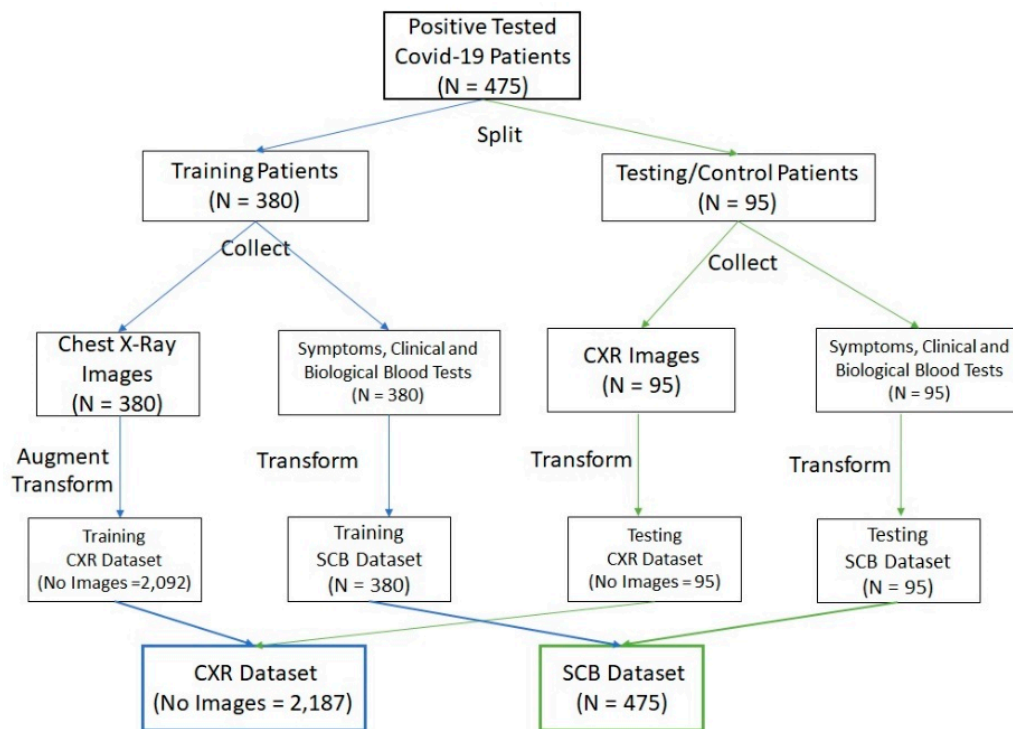 Positive Tested
Covid-19 Patients
(N = 475)
Split
Training Patients
(N = 380)
Testing/Control Patients
(N = 95)
Collect
Collect
Chest X-Ray
Images
(N = 380)
Symptoms, Clinical and
Biological Blood Tests
(N = 380)
CXR Images
(N = 95)
Symptoms, Clinical and
Biological Blood Tests
(N = 95)
Augment
Transform
Transform
Transform
Transform
Training
CXR Dataset
(No Images =2,092)
Training
SCB Dataset
(N = 380)
Testing
CXR Dataset
(No Images = 95)
Testing
SCB Dataset
(N = 95)
CXR Dataset
(No Images = 2,187)
SCB Dataset
(N = 475)